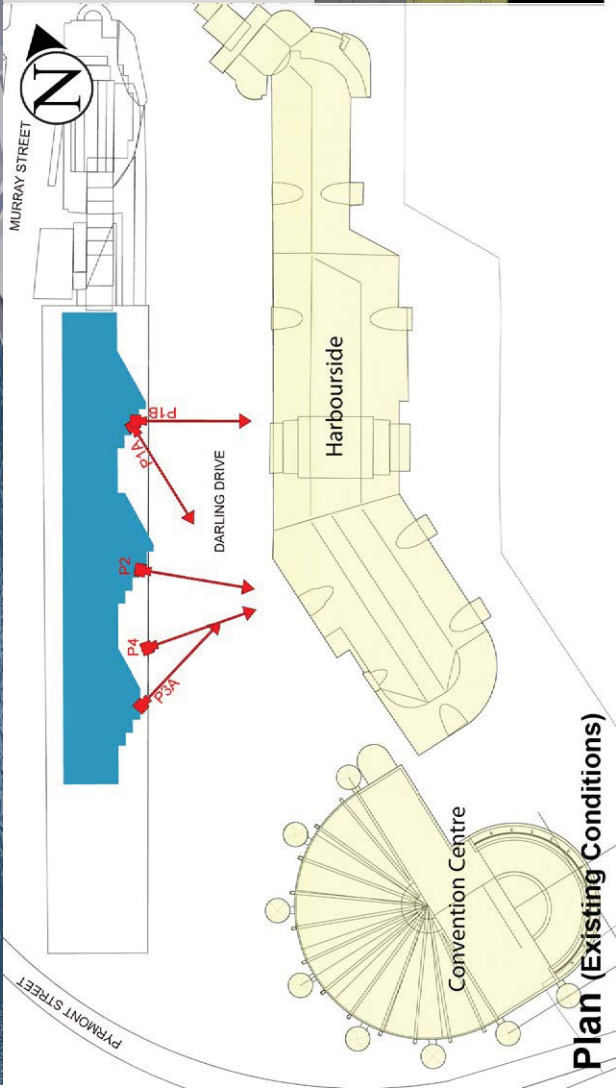 N
MURRAY STREET
P1B
P1A
DARLING DRIVE
Harbourside
P2
P4
P3A
Convention Centre
PYRMONT STREET
Plan (Existing Conditions)